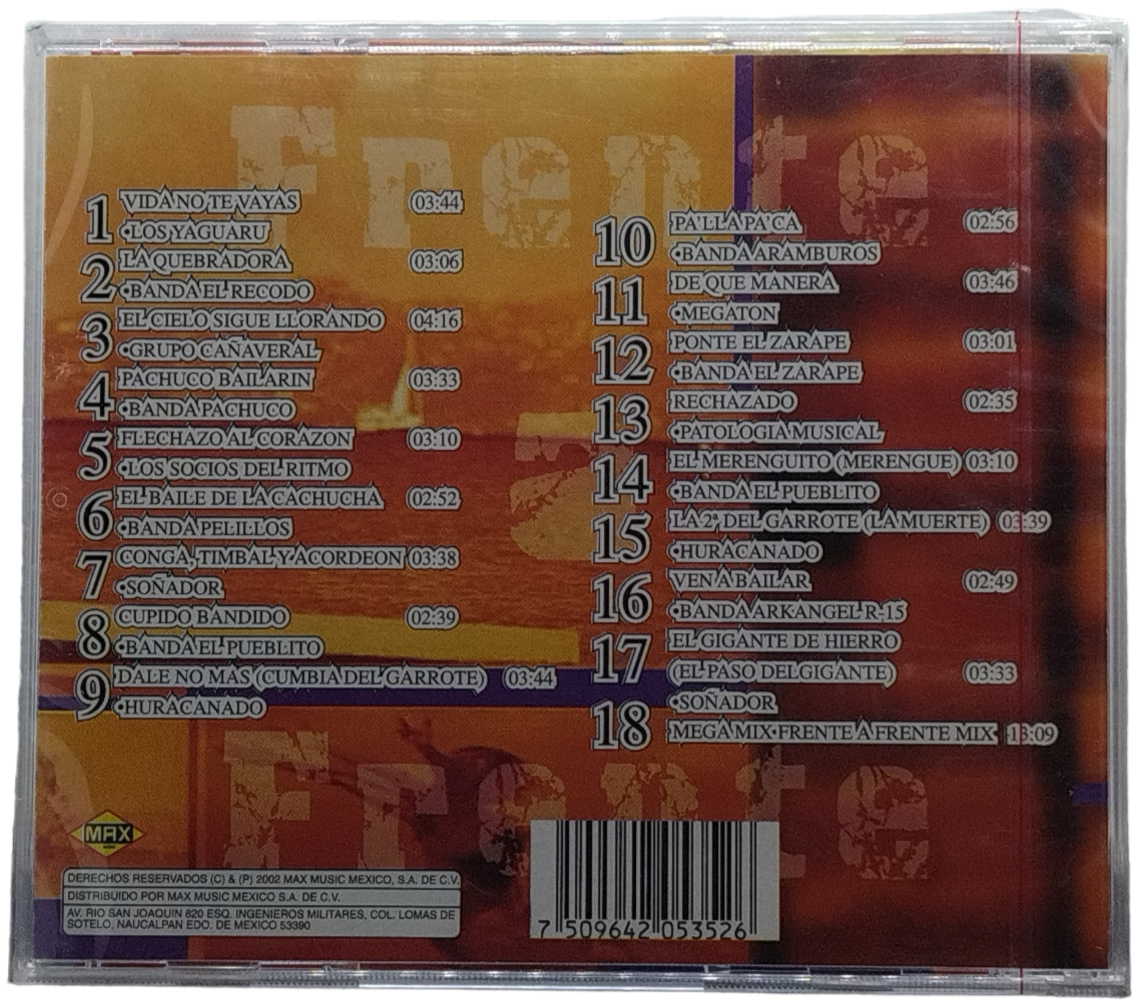 Frente
1 VIDA NO TE VAYAS 03:44
•LOS YAGUARU
2 LA QUEBRADORA 03:06
•BANDA EL RECODO
3 EL CIELO SIGUE LLORANDO 04:16
•GRUPO CAÑAVERAL
4 PACHUCO BAILARIN 03:33
•BANDA PACHUCO
5 FLECHAZO AL CORAZON 03:10
•LOS SOCIOS DEL RITMO
6 EL BAILE DE LA CACHUCHA 02:52
•BANDA PELILLOS
7 CONGA, TIMBAL Y ACORDEON 03:38
•SOÑADOR
8 CUPIDO BANDIDO 02:39
•BANDA EL PUEBLITO
9 DALE NO MAS (CUMBIA DEL GARROTE) 03:44
•HURACANADO
10 PA'LLA PA'CA 02:56
•BANDA ARAMBUROS
11 DE QUE MANERA 03:46
•MEGATON
12 PONTE EL ZARAPE 03:01
•BANDA EL ZARAPE
13 RECHAZADO 02:35
•PATOLOGIA MUSICAL
14 EL MERENGUITO (MERENGUE) 03:10
•BANDA EL PUEBLITO
15 LA 2ª DEL GARROTE (LA MUERTE) 03:39
•HURACANADO
16 VEN A BAILAR 02:49
•BANDA ARKANGEL R-15
17 EL GIGANTE DE HIERRO
(EL PASO DEL GIGANTE) 03:33
•SOÑADOR
18 MEGA MIX•FRENTE A FRENTE MIX 13:09
a
Frente
MAX
DERECHOS RESERVADOS (C) & (P) 2002 MAX MUSIC MEXICO, S.A. DE C.V.
DISTRIBUIDO POR MAX MUSIC MEXICO S.A. DE C.V.
AV. RIO SAN JOAQUIN 820 ESQ. INGENIEROS MILITARES, COL. LOMAS DE
SOTELO, NAUCALPAN EDO. DE MEXICO 53390
7 509642 053526